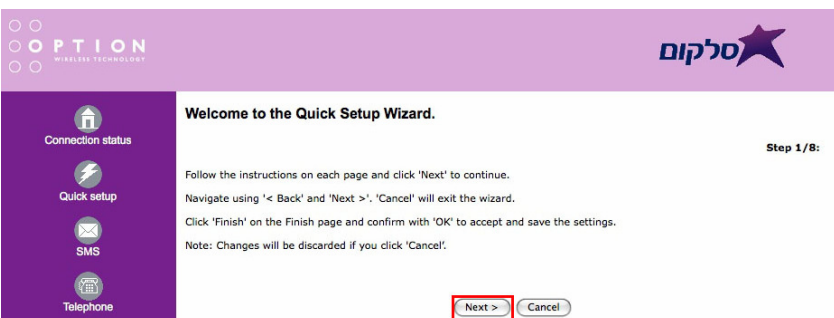 OPTION
WIRELESS TECHNOLOGY
סלקום
Connection status
Quick setup
SMS
Telephone
Welcome to the Quick Setup Wizard.
Step 1/8:
Follow the instructions on each page and click 'Next' to continue.
Navigate using '< Back' and 'Next >'. 'Cancel' will exit the wizard.
Click 'Finish' on the Finish page and confirm with 'OK' to accept and save the settings.
Note: Changes will be discarded if you click 'Cancel'.
Next >
Cancel